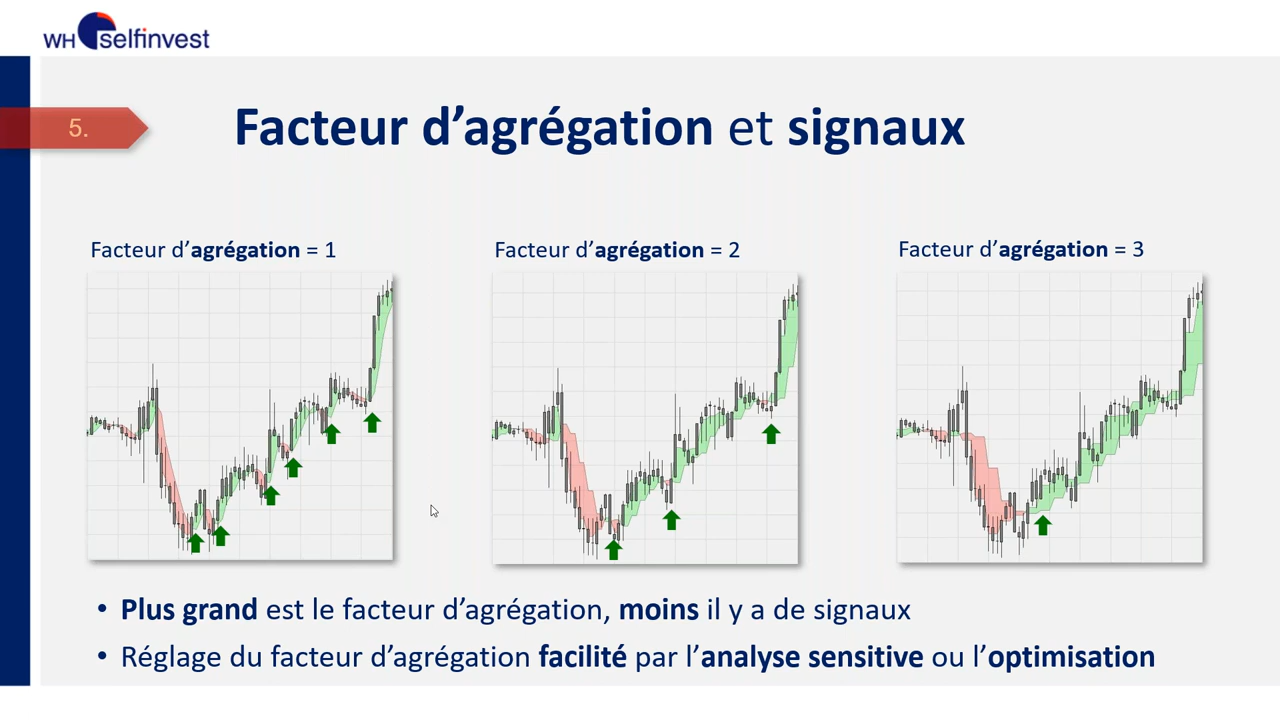 WH selfinvest
5.
Facteur d’agrégation et signaux
Facteur d’agrégation = 1
Facteur d’agrégation = 2
Facteur d’agrégation = 3
• Plus grand est le facteur d’agrégation, moins il y a de signaux
• Réglage du facteur d’agrégation facilité par l’analyse sensitive ou l’optimisation